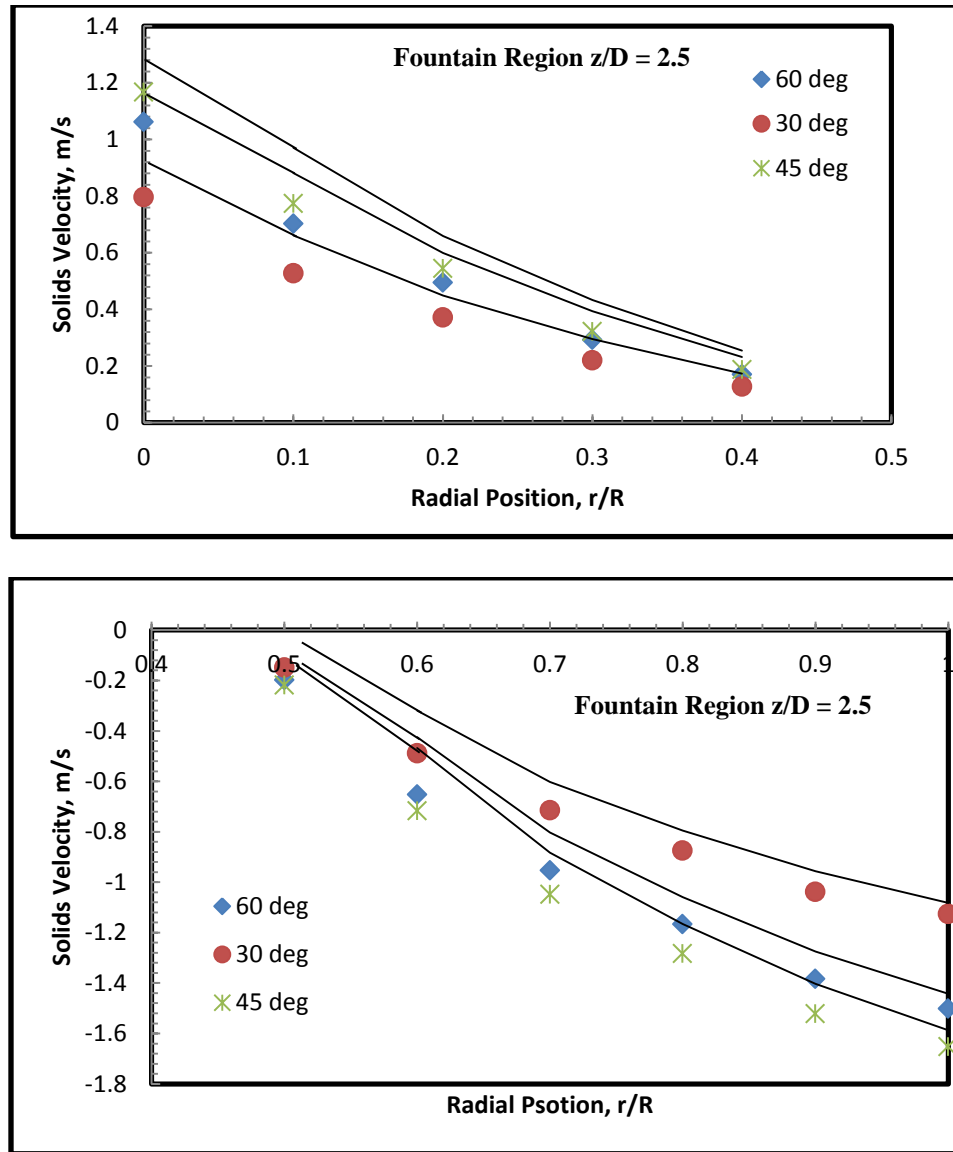 1.4
Fountain Region z/D = 2.5
60 deg
1.2
30 deg
1
45 deg
0.8
0.6
0.4
0.2
0
Solids Velocity, m/s
0 0.1 0.2 0.3 0.4 0.5
Radial Position, r/R
0
0.4 0.5 0.6 0.7 0.8 0.9 1
-0.2
Fountain Region z/D = 2.5
-0.4
-0.6
-0.8
-1
60 deg
-1.2
30 deg
-1.4
45 deg
-1.6
-1.8
Solids Velocity, m/s
Radial Psotion, r/R